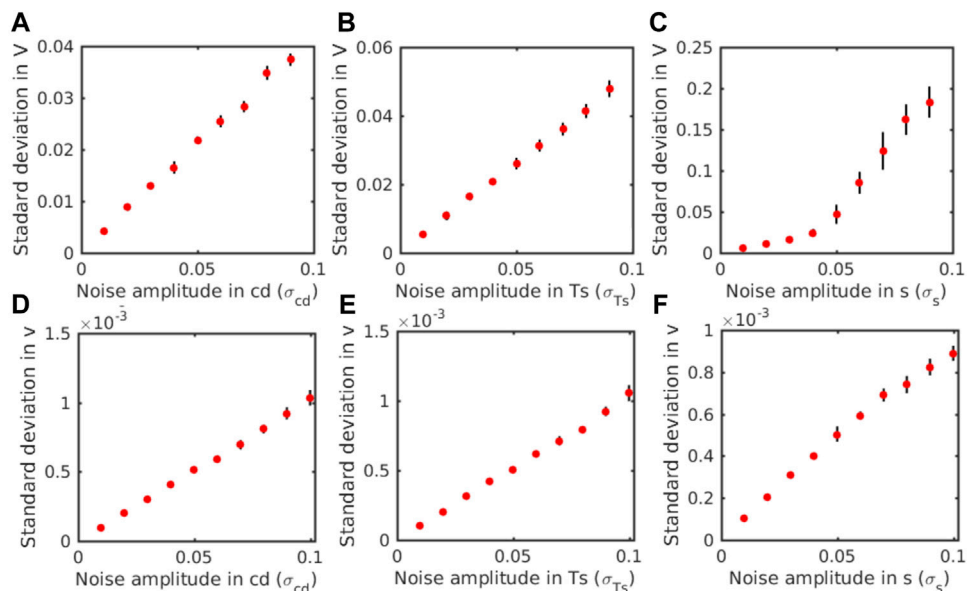 A
B
C
Stadard deviation in V
0.04
0.03
0.02
0.01
0
0
0.05
0.1
Noise amplitude in cd (σcd)
Standard deviation in V
0.06
0.04
0.02
0
0
0.05
0.1
Noise amplitude in Ts (σTs)
Stadard deviation in V
0.25
0.2
0.15
0.1
0.05
0
0
0.05
0.1
Noise amplitude in s (σs)
D
E
F
Standard deviation in v
×10-3
1.5
1
0.5
0
0
0.05
0.1
Noise amplitude in cd (σcd)
Standard deviation in v
×10-3
1.5
1
0.5
0
0
0.05
0.1
Noise amplitude in Ts (σTs)
Standard deviation in v
×10-3
1
0.8
0.6
0.4
0.2
0
0
0.05
0.1
Noise amplitude in s (σs)